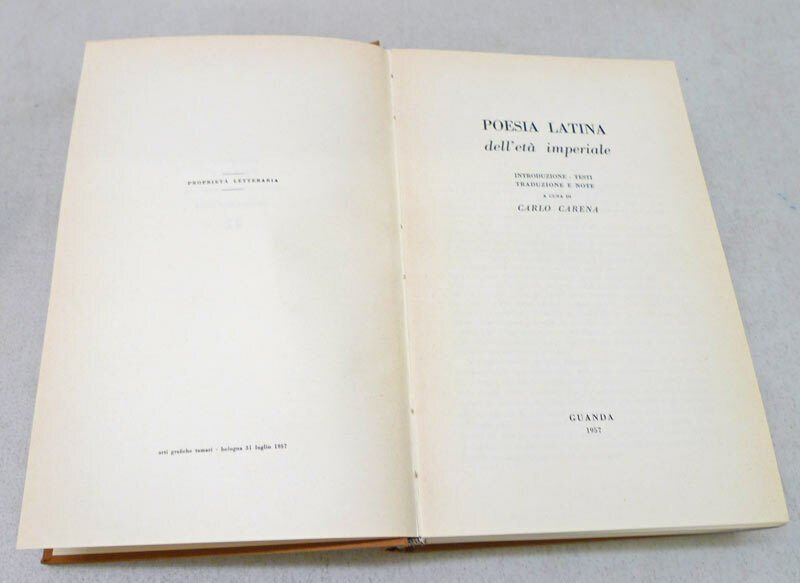 PROPRIETÀ LETTERARIA
arti grafiche tamari - bologna 31 luglio 1957
POESIA LATINA
dell'età imperiale
INTRODUZIONE - TESTI
TRADUZIONE E NOTE
A CURA DI
CARLO CARENA
GUANDA
1957